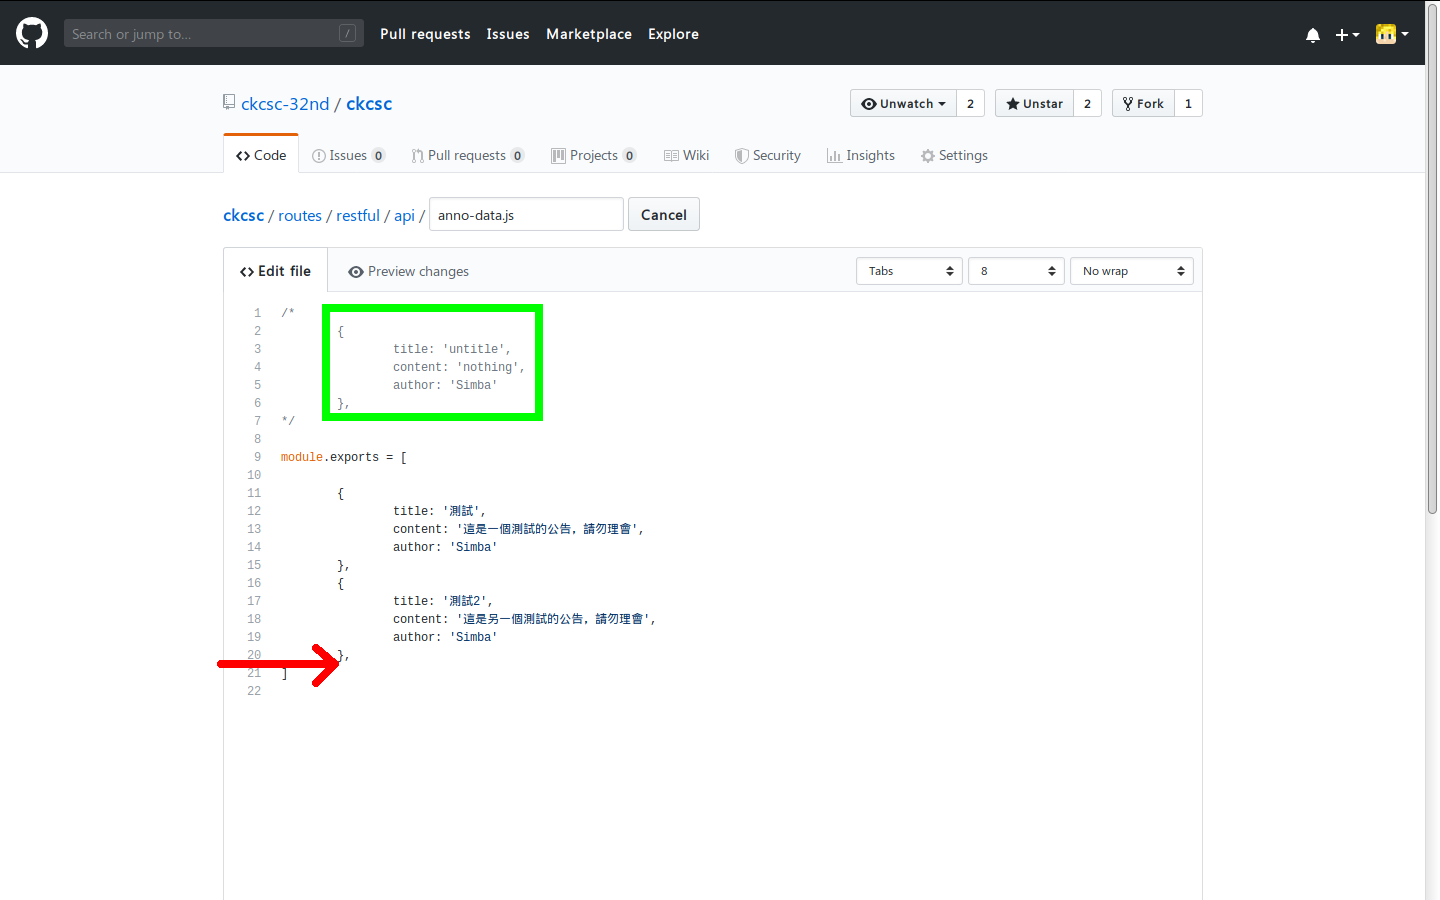 Search or jump to... /
Pull requests Issues Marketplace Explore
ckcsc-32nd / ckcsc
Unwatch 2 Unstar 2 Fork 1
Code Issues 0 Pull requests 0 Projects 0 Wiki Security Insights Settings
ckcsc / routes / restful / api / anno-data.js Cancel
Edit file Preview changes Tabs 8 No wrap
1 /*
2 {
3 title: 'untitle',
4 content: 'nothing',
5 author: 'Simba'
6 },
7 */
8
9 module.exports = [
10
11 {
12 title: '測試',
13 content: '這是一個測試的公告，請勿理會',
14 author: 'Simba'
15 },
16 {
17 title: '測試2',
18 content: '這是另一個測試的公告，請勿理會',
19 author: 'Simba'
20 },
21 ]
22